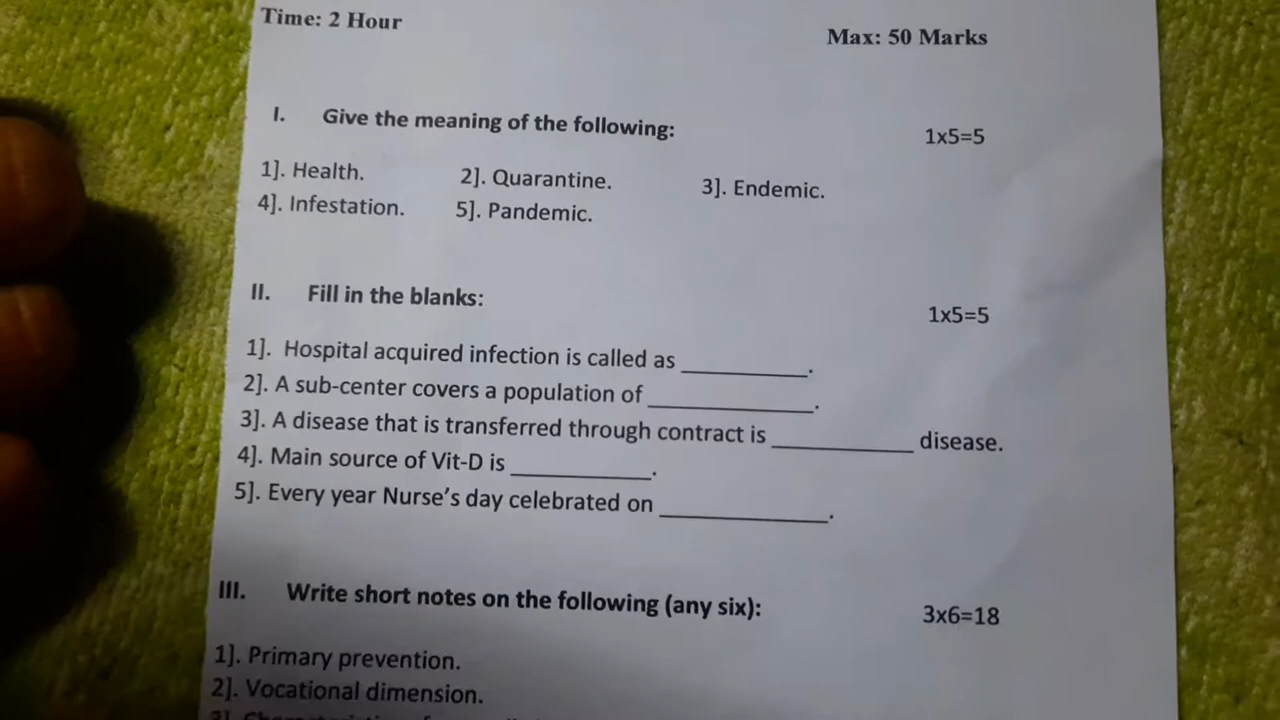 Time: 2 Hour
Max: 50 Marks
I. Give the meaning of the following: 1x5=5
1]. Health. 2]. Quarantine. 3]. Endemic.
4]. Infestation. 5]. Pandemic.
II. Fill in the blanks: 1x5=5
1]. Hospital acquired infection is called as __________.
2]. A sub-center covers a population of _____________.
3]. A disease that is transferred through contract is ___________ disease.
4]. Main source of Vit-D is ___________.
5]. Every year Nurse's day celebrated on _____________.
III. Write short notes on the following (any six): 3x6=18
1]. Primary prevention.
2]. Vocational dimension.